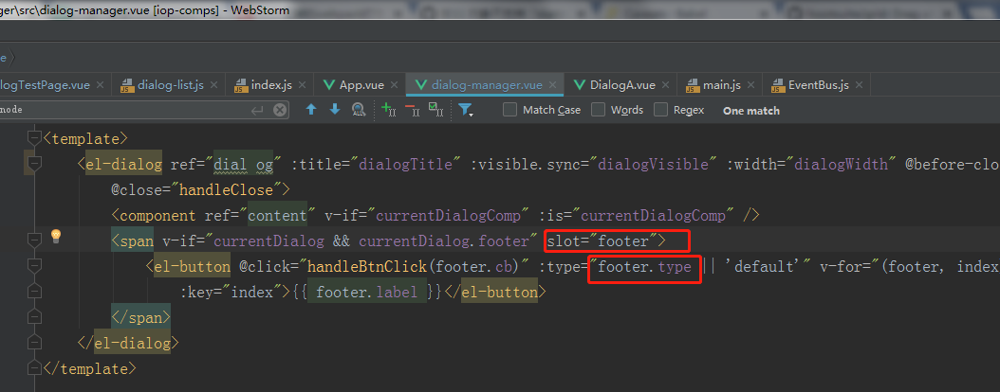 ger\src\dialog-manager.vue [iop-comps] - WebStorm
e
logTestPage.vue × dialog-list.js × index.js × App.vue × dialog-manager.vue × DialogA.vue × main.js × EventBus.js ×
node Match Case Words Regex One match
<template>
<el-dialog ref="dial og" :title="dialogTitle" :visible.sync="dialogVisible" :width="dialogWidth" @before-clo
@close="handleClose">
<component ref="content" v-if="currentDialogComp" :is="currentDialogComp" />
<span v-if="currentDialog && currentDialog.footer" slot="footer">
<el-button @click="handleBtnClick(footer.cb)" :type="footer.type || 'default'" v-for="(footer, index
:key="index">{{ footer.label }}</el-button>
</span>
</el-dialog>
</template>